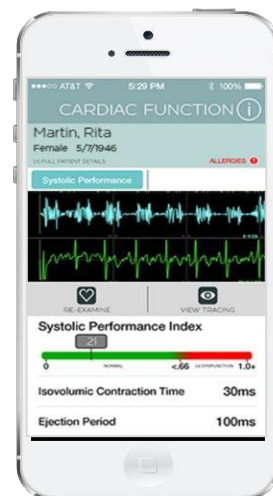 AT&T 5:29 PM 100%
CARDIAC FUNCTION i
Martin, Rita
Female 5/7/1946
[+] FULL PATIENT DETAILS ALLERGIES
Systolic Performance
RE-EXAMINE VIEW TRACING
Systolic Performance Index
.21
0 NORMAL <.66 LV DYSFUNCTION 1.0+
Isovolumic Contraction Time 30ms
Ejection Period 100ms